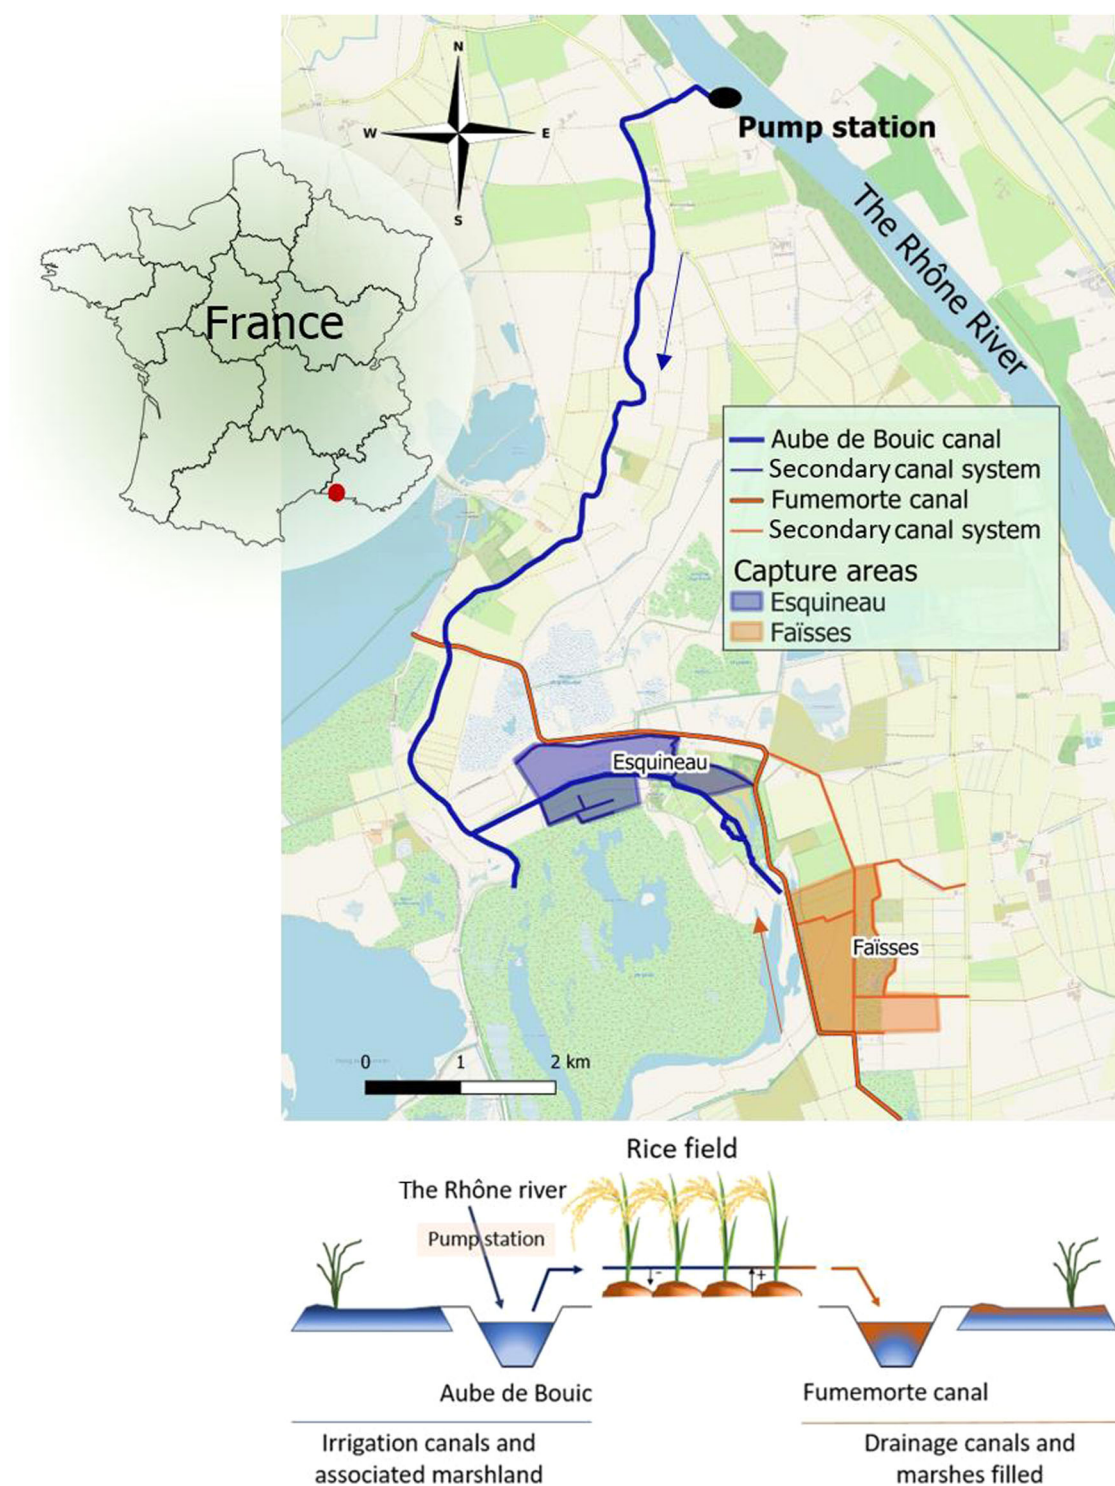 N
W
E
S
Pump station
The Rhône River
France
Aube de Bouic canal
Secondary canal system
Fumemorte canal
Secondary canal system
Capture areas
Esquineau
Faïsses
Esquineau
Faïsses
0 1 2 km
Rice field
The Rhône river
Pump station
- +
Aube de Bouic
Fumemorte canal
Irrigation canals and
associated marshland
Drainage canals and
marshes filled